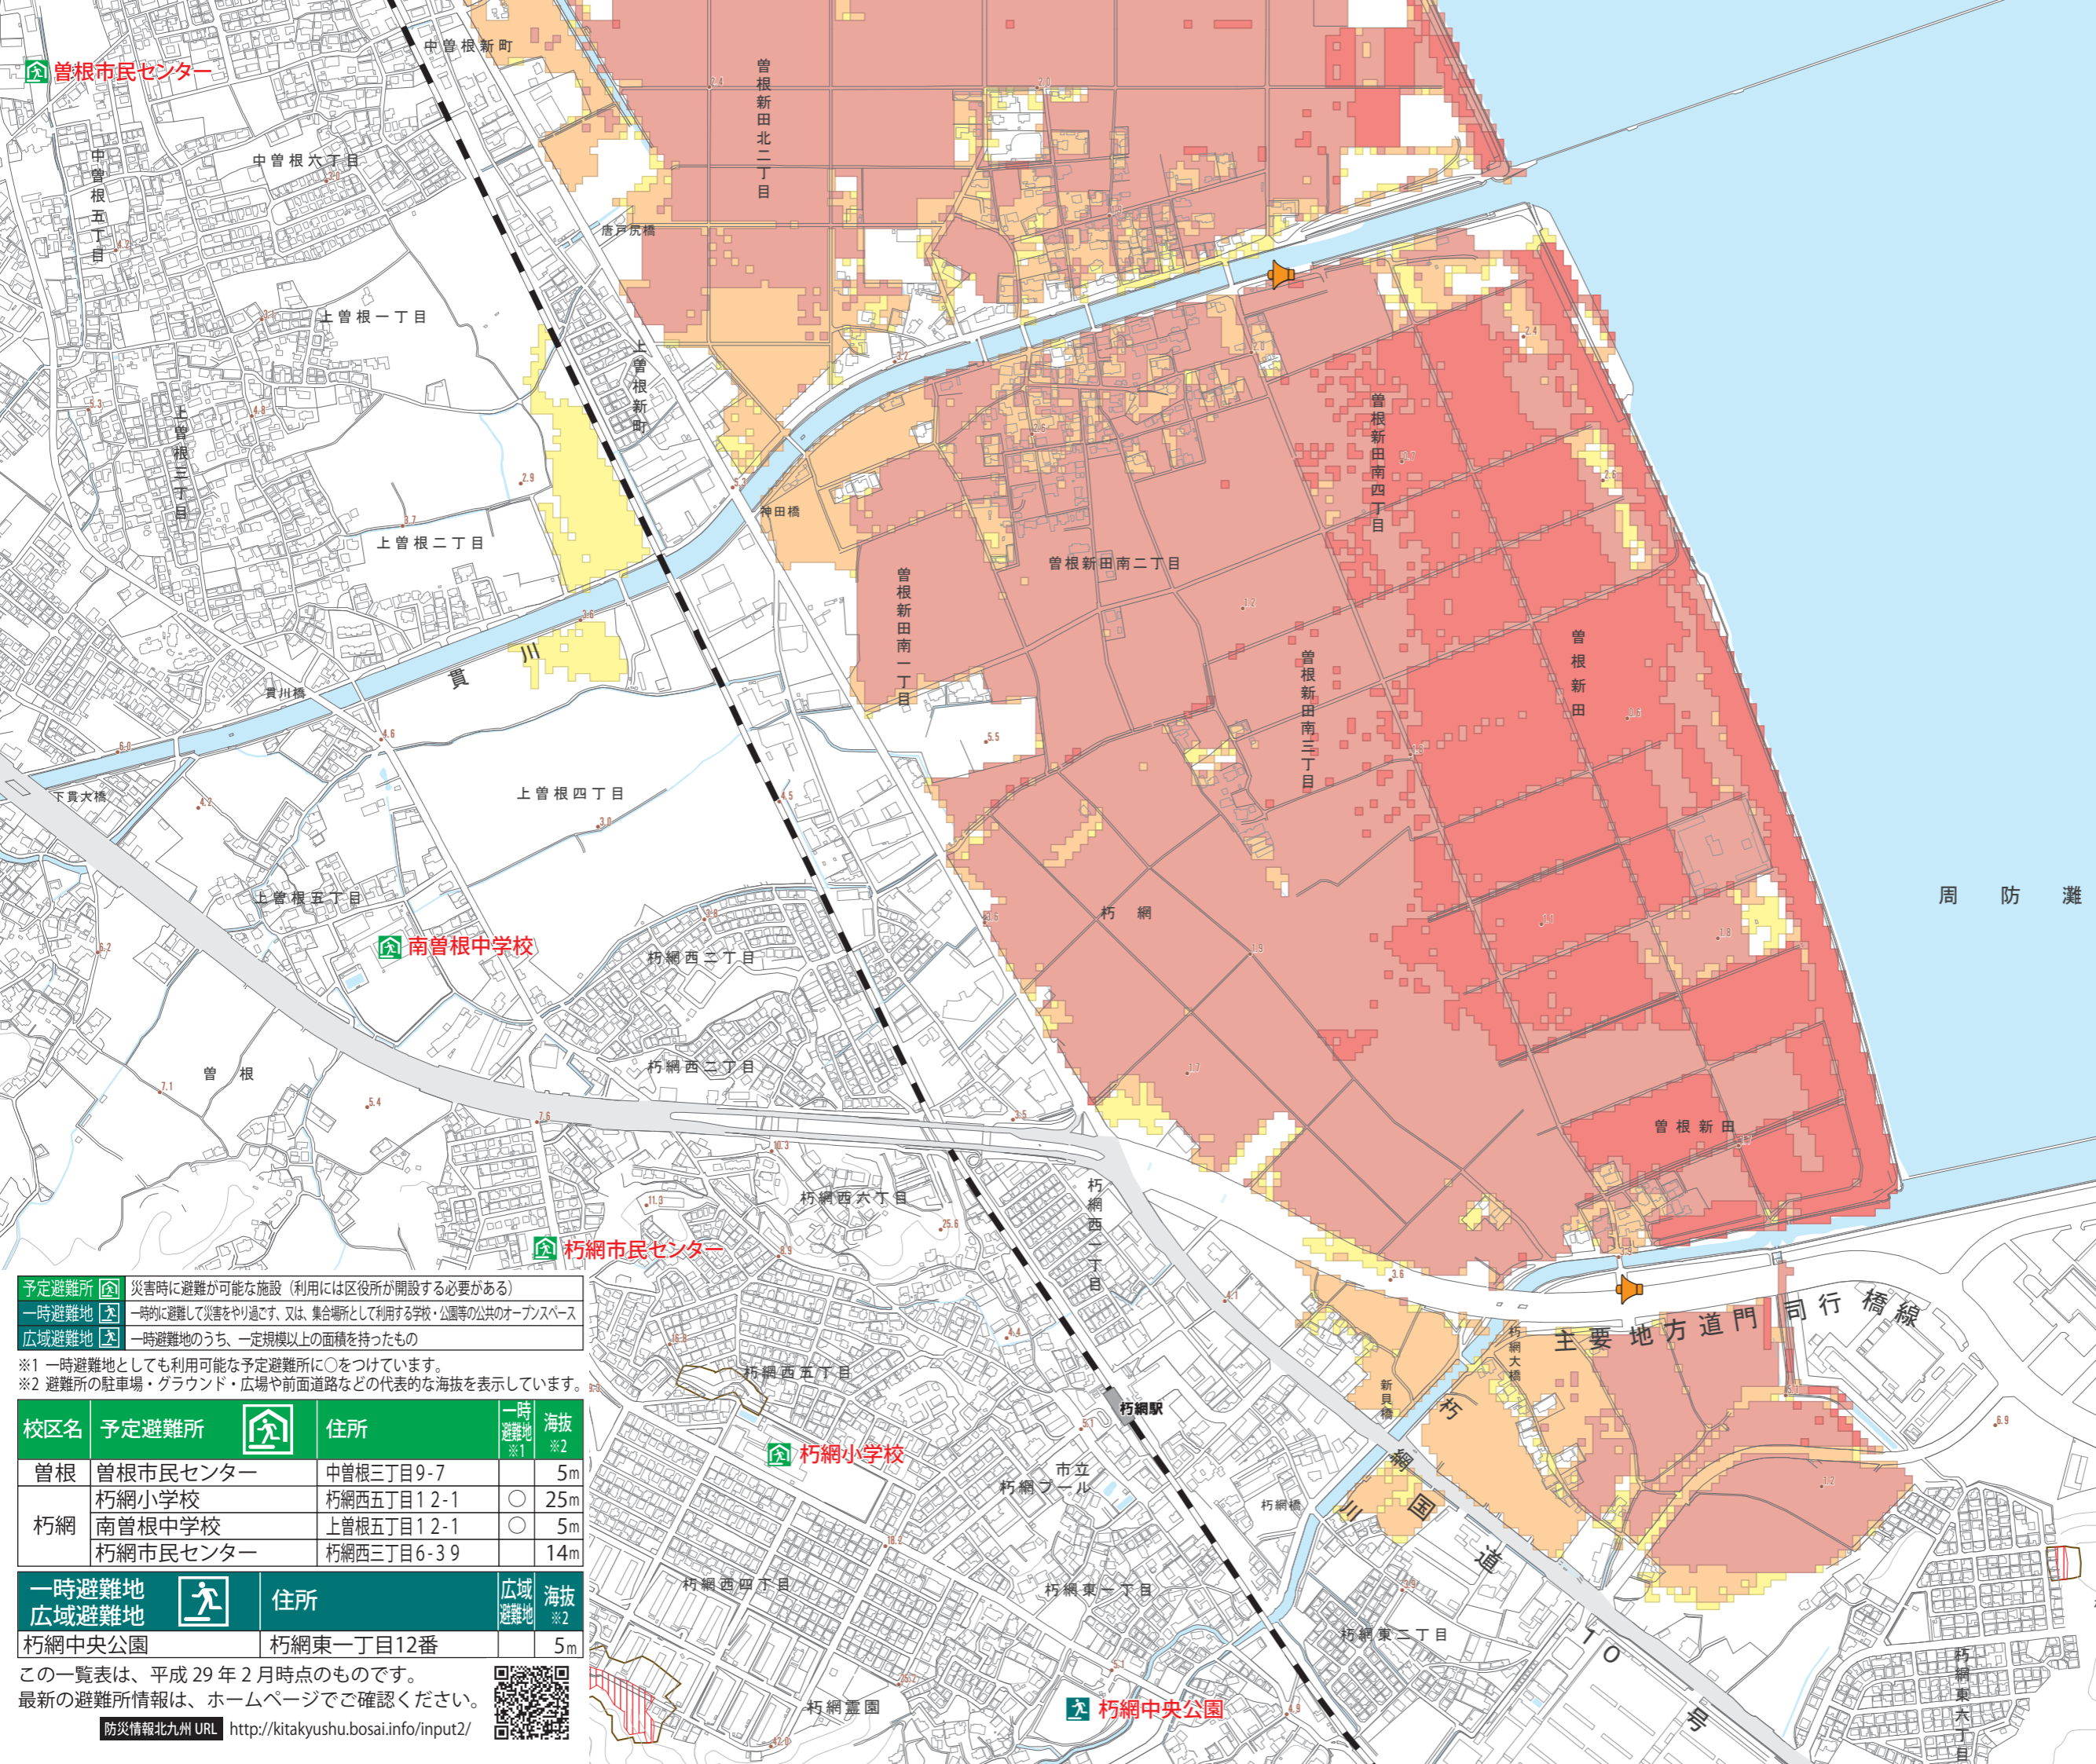 中曽根新町
曽根市民センター
曽根新田北二丁目
中曽根五丁目
中曽根六丁目
唐戸尻橋
上曽根一丁目
上曽根新町
上曽根三丁目
曽根新田南四丁目
神田橋
上曽根二丁目
曽根新田南二丁目
曽根新田南一丁目
曽根新田
貫川
貫川橋
曽根新田南三丁目
下貫大橋
上曽根四丁目
周防灘
上曽根五丁目
朽網
南曽根中学校
朽網西二丁目
朽網西二丁目
曽根
曽根新田
朽網西六丁目
朽網西一丁目
朽網市民センター
主要地方道門司行橋線
朽網大橋
新貝橋
朽網西五丁目
朽網駅
朽網川
朽網小学校
市立
朽網プール
朽網橋
国道10号
朽網西四丁目
朽網東一丁目
朽網東二丁目
朽網東六丁目
朽網霊園
朽網中央公園
予定避難所 災害時に避難が可能な施設（利用には区役所が開設する必要がある）
一時避難地 一時的に避難して災害をやり過ごす、又は、集合場所として利用する学校・公園等の公共のオープンスペース
広域避難地 一時避難地のうち、一定規模以上の面積を持ったもの
※1 一時避難地としても利用可能な予定避難所に○をつけています。
※2 避難所の駐車場・グラウンド・広場や前面道路などの代表的な海抜を表示しています。
校区名 予定避難所 住所 一時避難地※1 海抜※2
曽根 曽根市民センター 中曽根三丁目9-7 5m
朽網 朽網小学校 朽網西五丁目12-1 ○ 25m
南曽根中学校 上曽根五丁目12-1 ○ 5m
朽網市民センター 朽網西三丁目6-39 14m
一時避難地
広域避難地 住所 広域避難地 海抜※2
朽網中央公園 朽網東一丁目12番 5m
この一覧表は、平成29年2月時点のものです。
最新の避難所情報は、ホームページでご確認ください。
防災情報北九州 URL http://kitakyushu.bosai.info/input2/